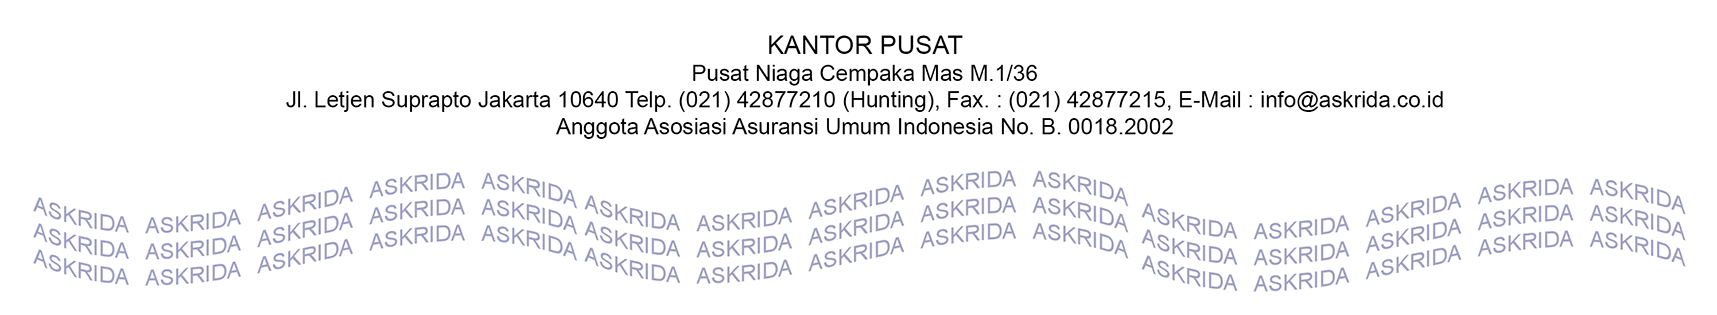 KANTOR PUSAT
Pusat Niaga Cempaka Mas M.1/36
Jl. Letjen Suprapto Jakarta 10640 Telp. (021) 42877210 (Hunting), Fax. : (021) 42877215, E-Mail : info@askrida.co.id
Anggota Asosiasi Asuransi Umum Indonesia No. B. 0018.2002
ASKRIDA ASKRIDA ASKRIDA ASKRIDA ASKRIDA ASKRIDA ASKRIDA ASKRIDA ASKRIDA ASKRIDA ASKRIDA ASKRIDA ASKRIDA ASKRIDA ASKRIDA
ASKRIDA ASKRIDA ASKRIDA ASKRIDA ASKRIDA ASKRIDA ASKRIDA ASKRIDA ASKRIDA ASKRIDA ASKRIDA ASKRIDA ASKRIDA ASKRIDA ASKRIDA
ASKRIDA ASKRIDA ASKRIDA ASKRIDA ASKRIDA ASKRIDA ASKRIDA ASKRIDA ASKRIDA ASKRIDA ASKRIDA ASKRIDA ASKRIDA ASKRIDA ASKRIDA